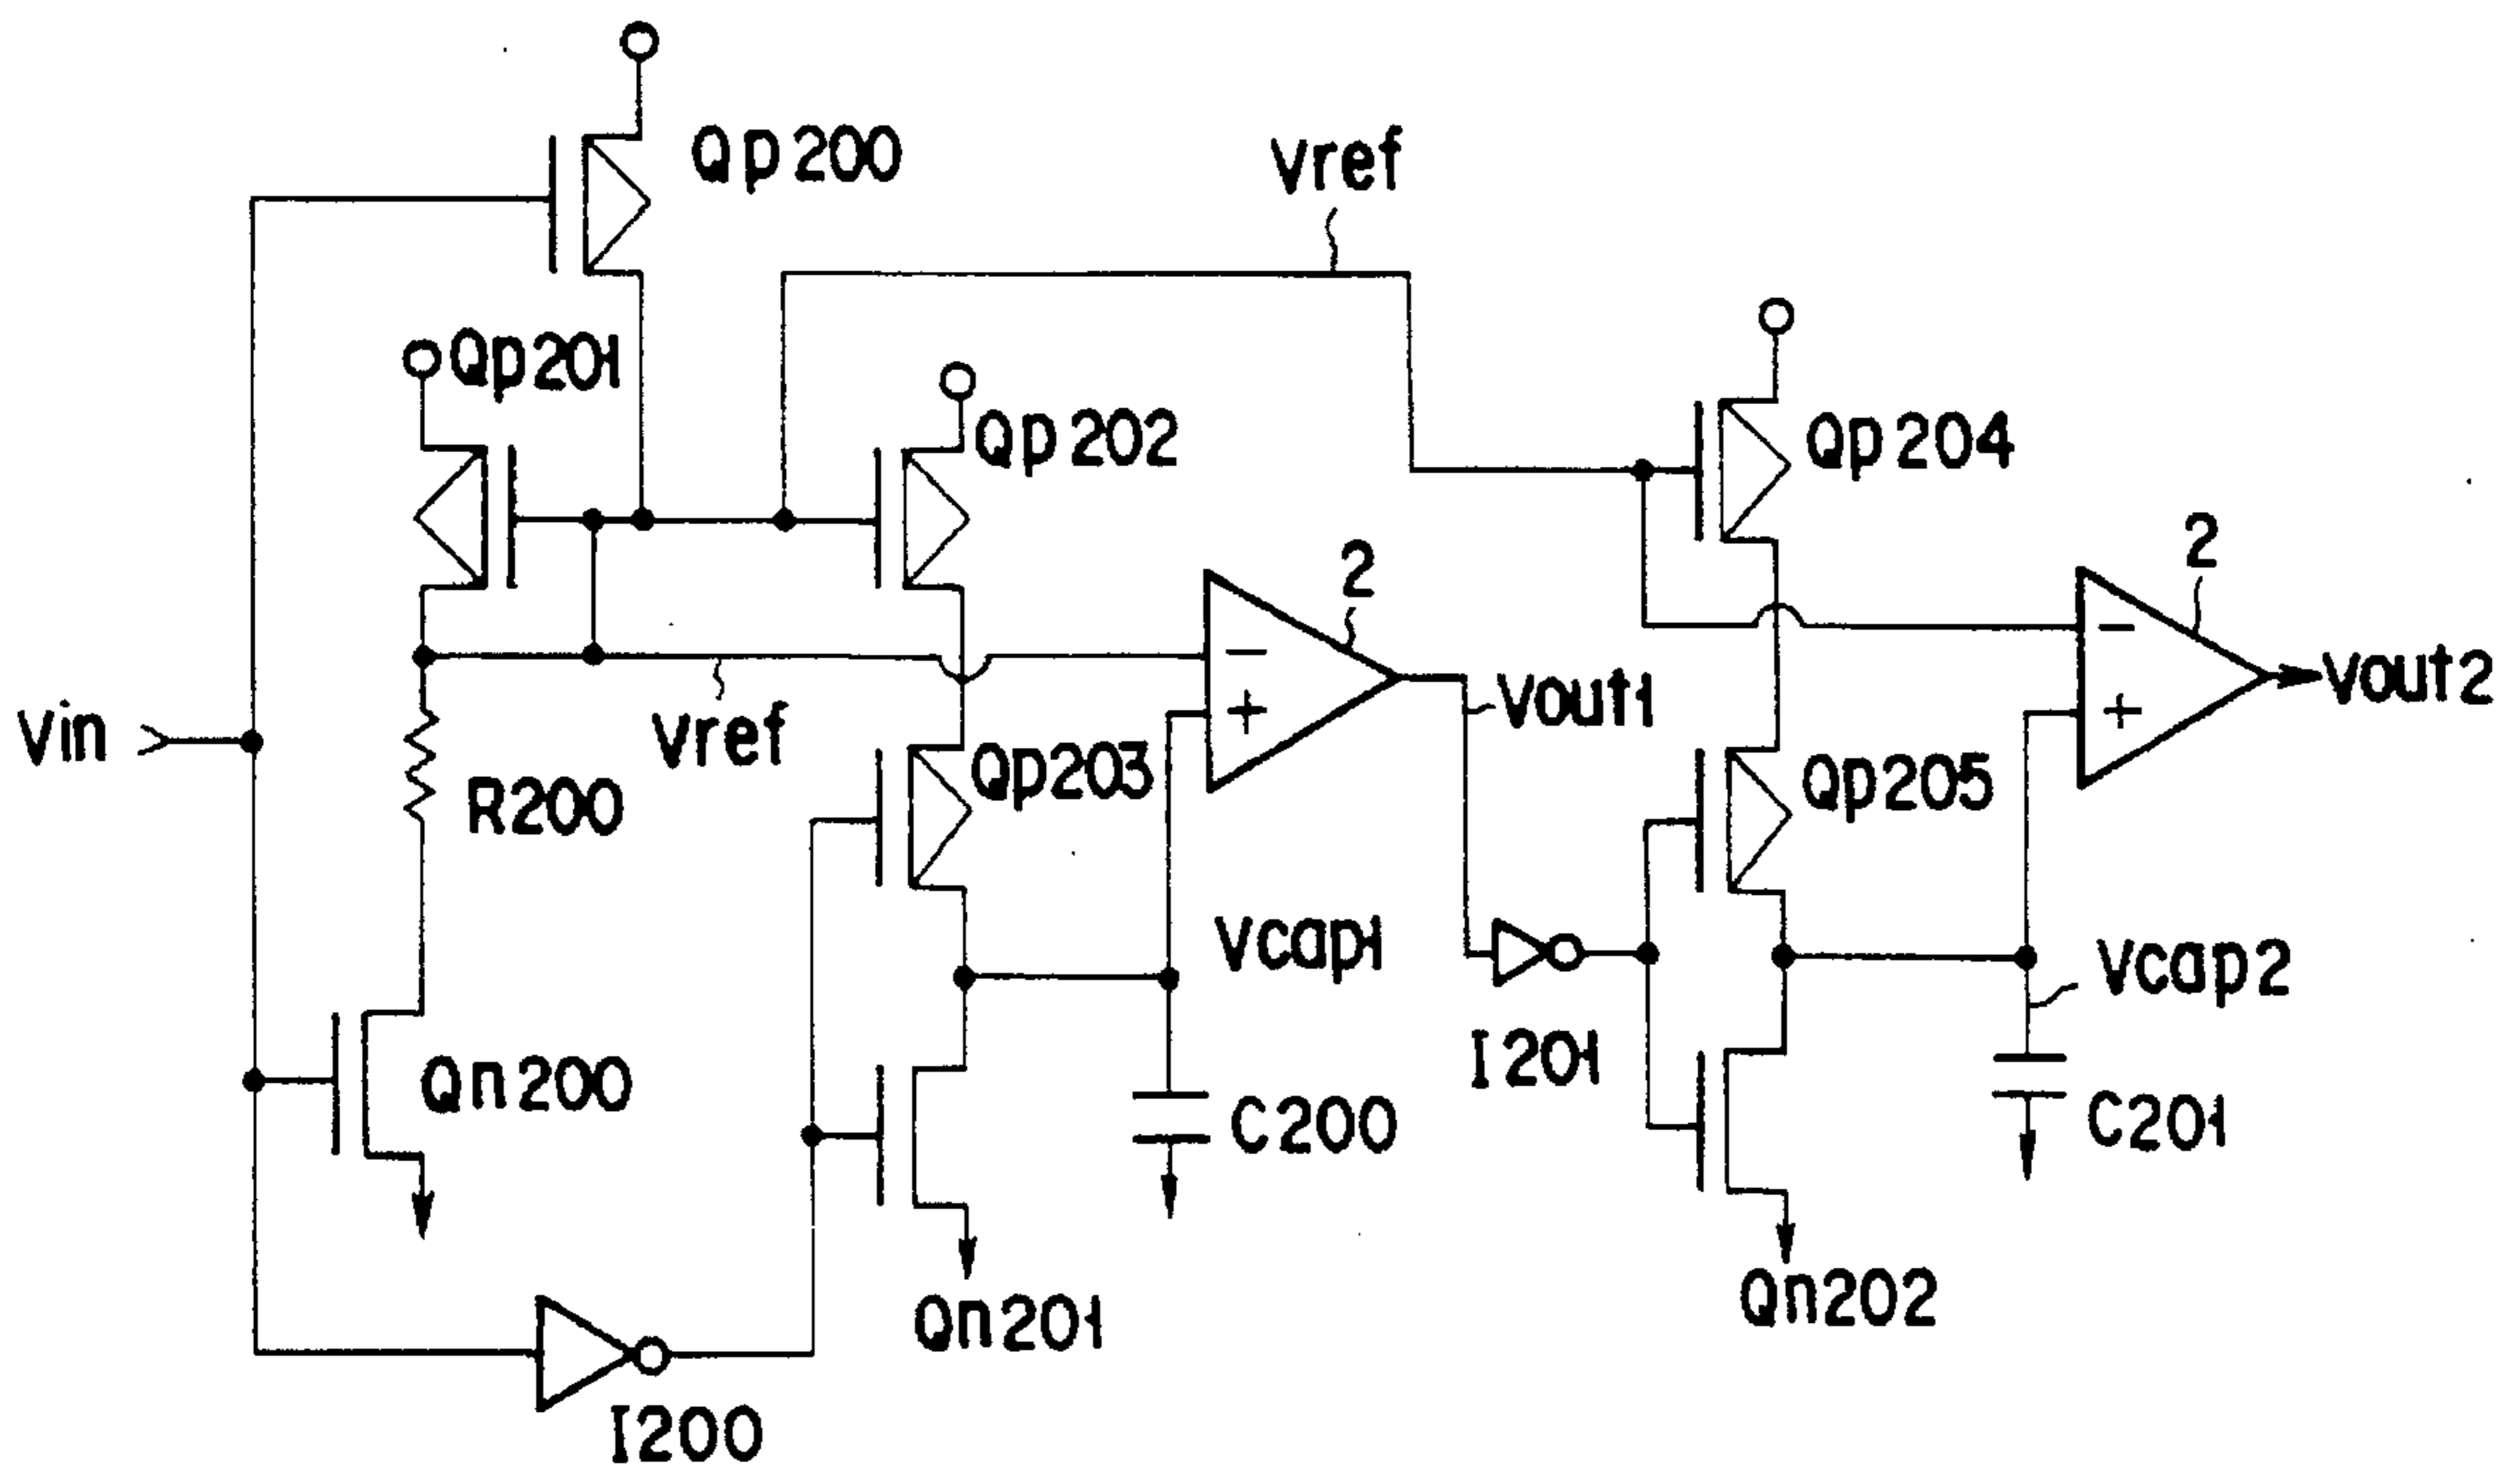 Qp200
vref
Qp201
Qp202
Qp204
2
2
−
+
−
+
Vin
Vref
Vout1
Vout2
R200
Qp203
Qp205
Vcap1
Vcap2
Qn200
I201
C200
C201
Qn201
Qn202
I200